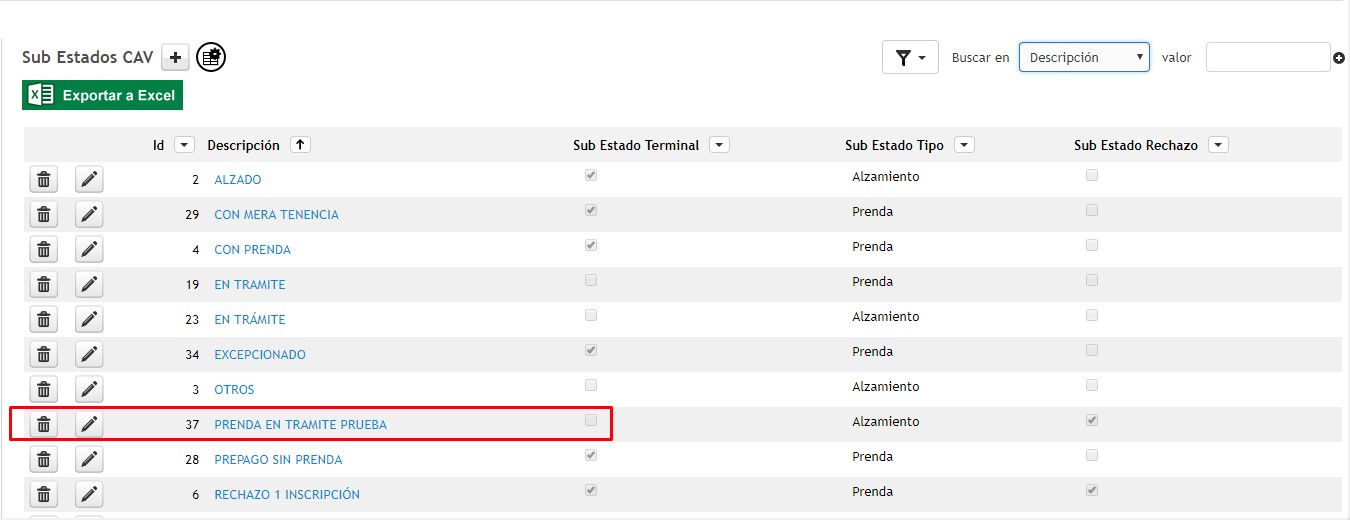 Sub Estados CAV
Buscar en Descripción valor
Exportar a Excel
Id Descripción Sub Estado Terminal Sub Estado Tipo Sub Estado Rechazo
2 ALZADO Alzamiento
29 CON MERA TENENCIA Prenda
4 CON PRENDA Prenda
19 EN TRAMITE Prenda
23 EN TRÁMITE Alzamiento
34 EXCEPCIONADO Prenda
3 OTROS Alzamiento
37 PRENDA EN TRAMITE PRUEBA Alzamiento
28 PREPAGO SIN PRENDA Prenda
6 RECHAZO 1 INSCRIPCIÓN Prenda